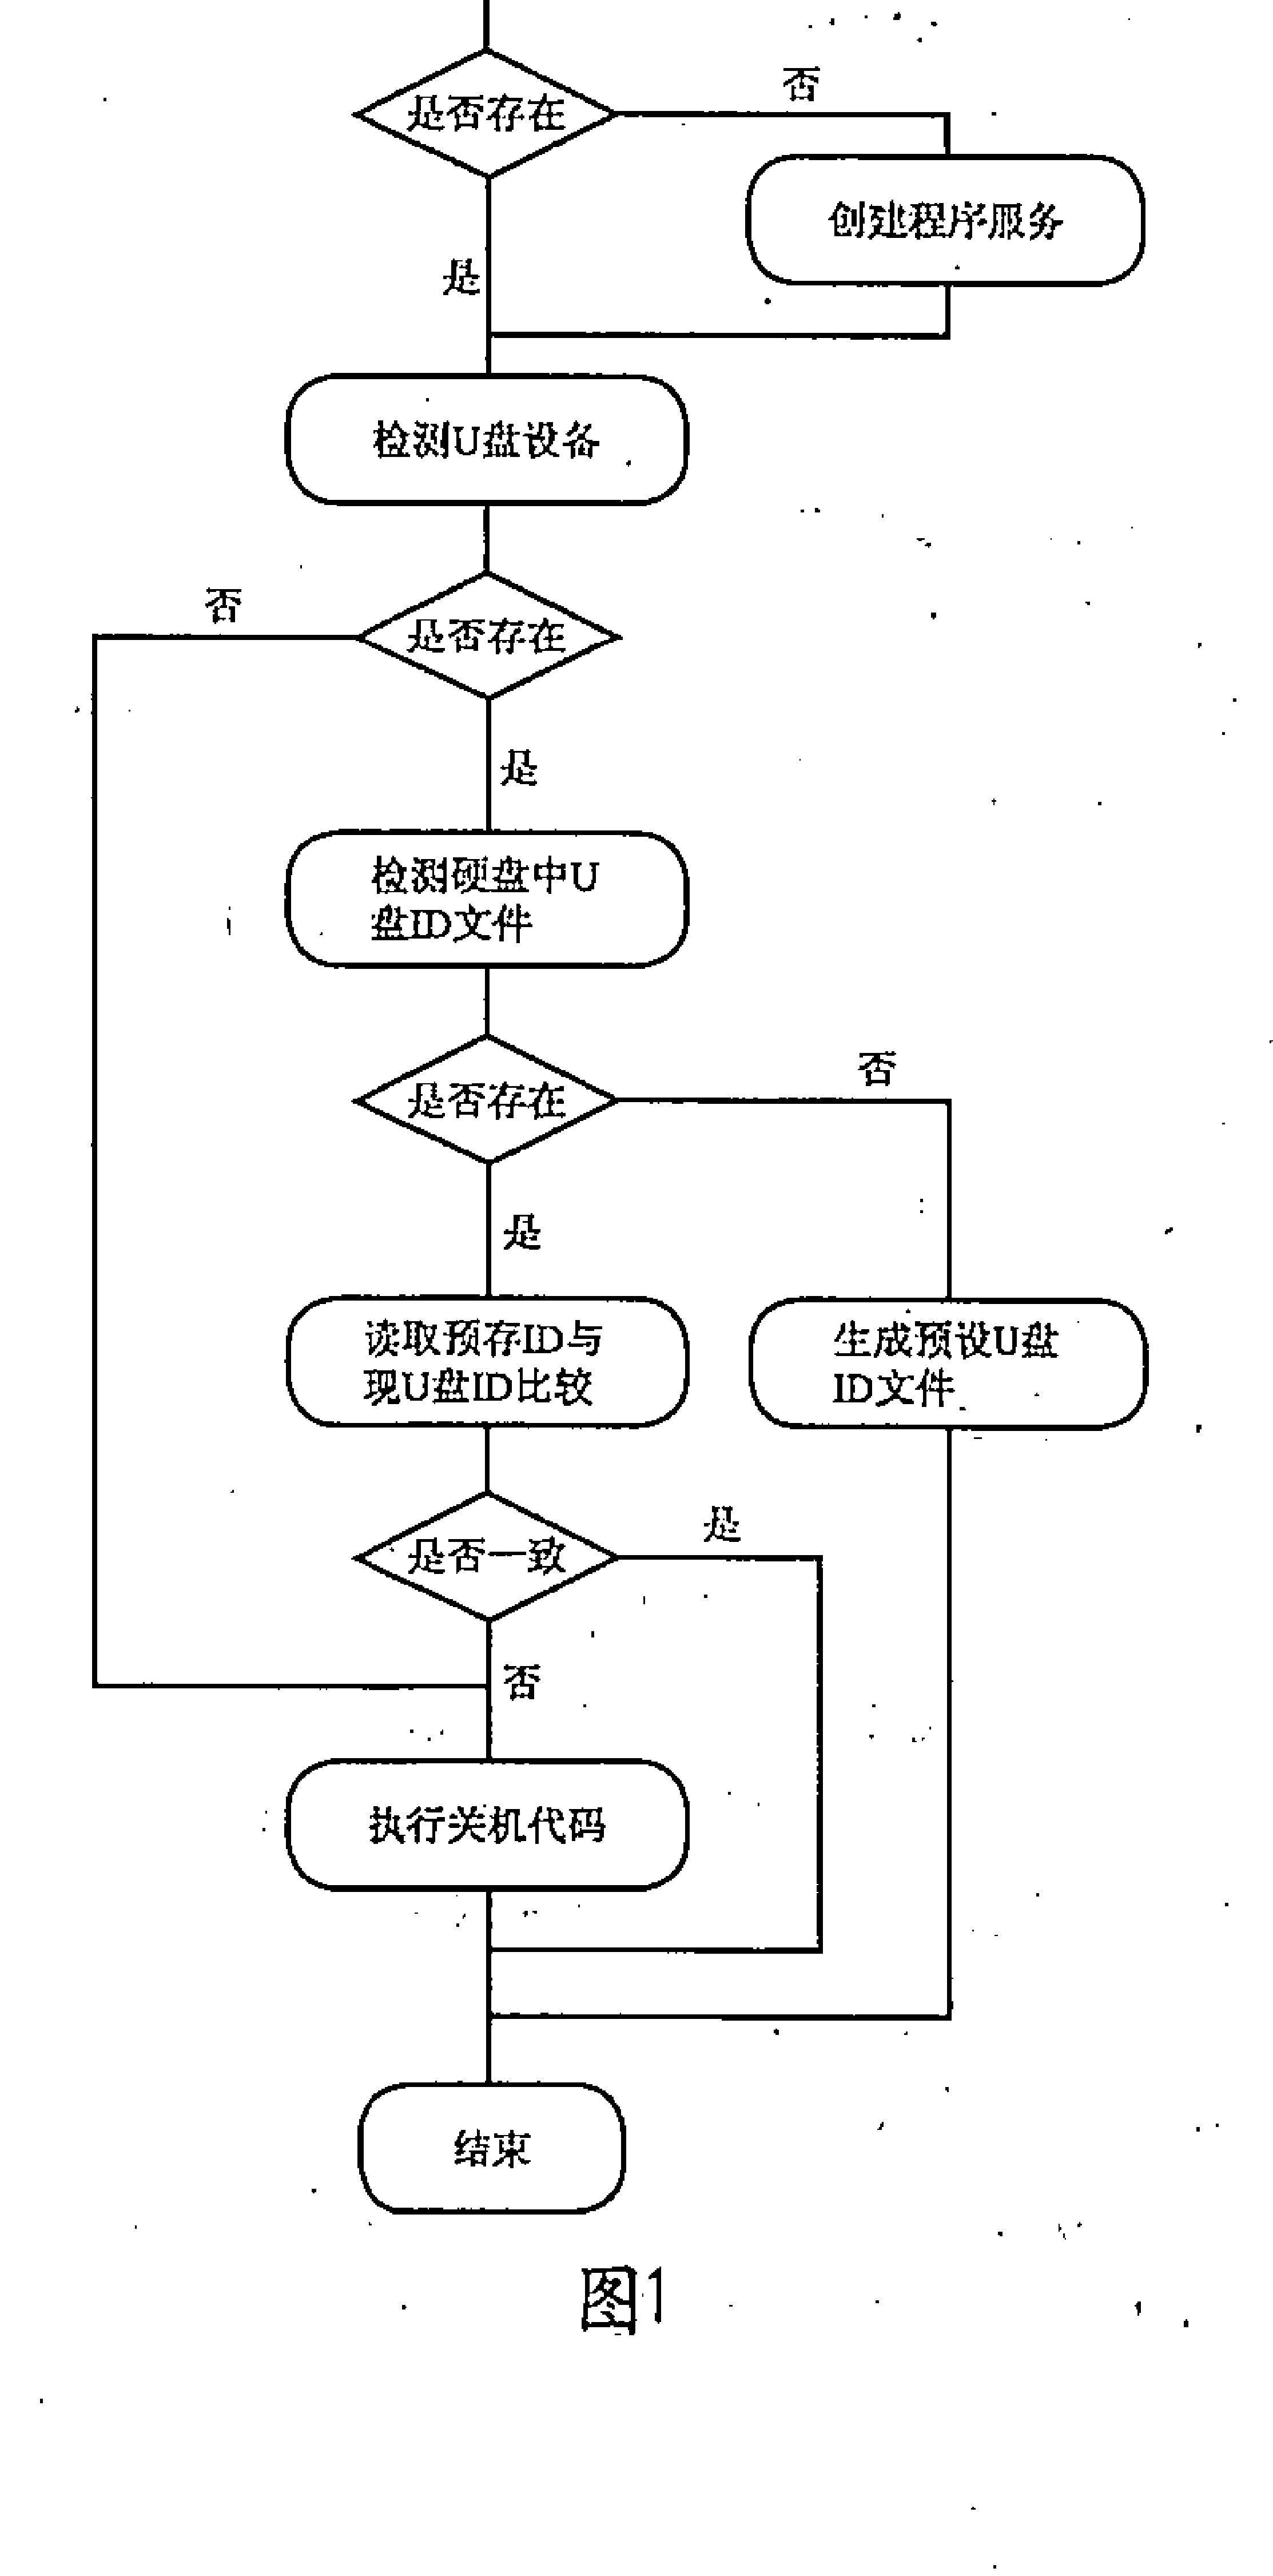 是否存在
否
创建程序服务
是
检测U盘设备
否
是否存在
是
检测硬盘中U
盘ID文件
是否存在
否
是
读取预存ID与
现U盘ID比较
生成预设U盘
ID文件
是否一致
是
否
执行关机代码
结束
图1